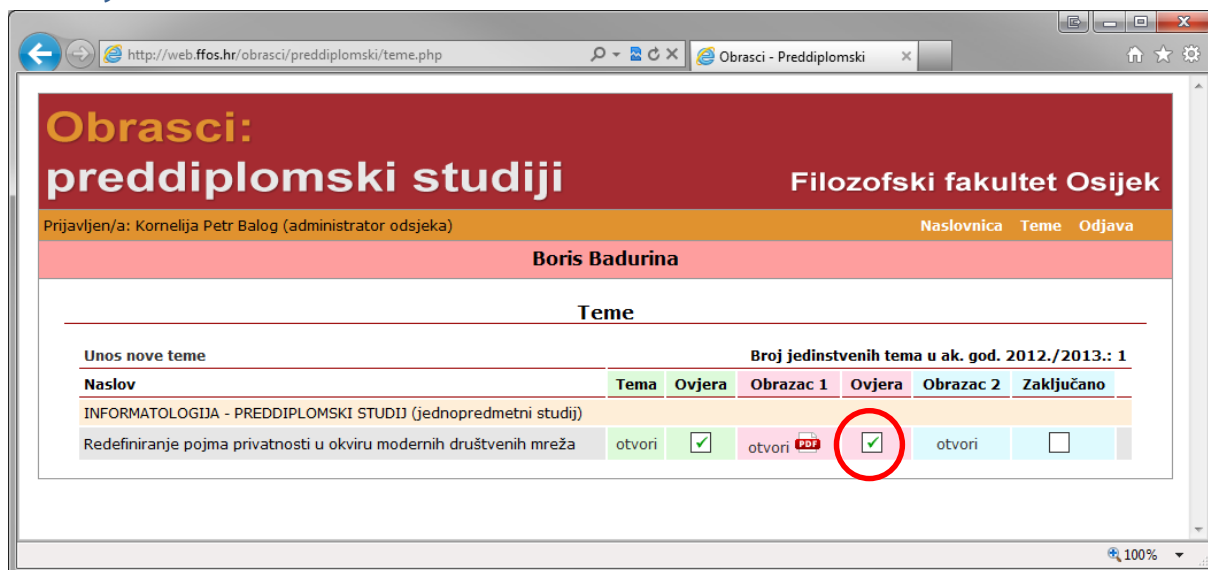 http://web.ffos.hr/obrasci/preddiplomski/teme.php
Obrasci - Preddiplomski
Obrasci:
preddiplomski studiji
Filozofski fakultet Osijek
Prijavljen/a: Kornelija Petr Balog (administrator odsjeka)
Naslovnica Teme Odjava
Boris Badurina
Teme
Unos nove teme
Broj jedinstvenih tema u ak. god. 2012./2013.: 1
Naslov Tema Ovjera Obrazac 1 Ovjera Obrazac 2 Zaključano
INFORMATOLOGIJA - PREDDIPLOMSKI STUDIJ (jednopredmetni studij)
Redefiniranje pojma privatnosti u okviru modernih društvenih mreža otvori otvori PDF otvori
100%